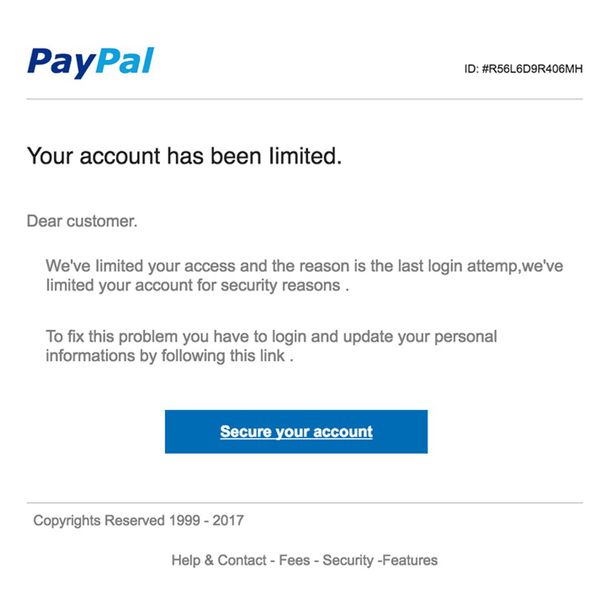 PayPal
ID: #R56L6D9R406MH
Your account has been limited.
Dear customer.
We've limited your access and the reason is the last login attemp,we've
limited your account for security reasons .
To fix this problem you have to login and update your personal
informations by following this link .
Secure your account
Copyrights Reserved 1999 - 2017
Help & Contact - Fees - Security -Features